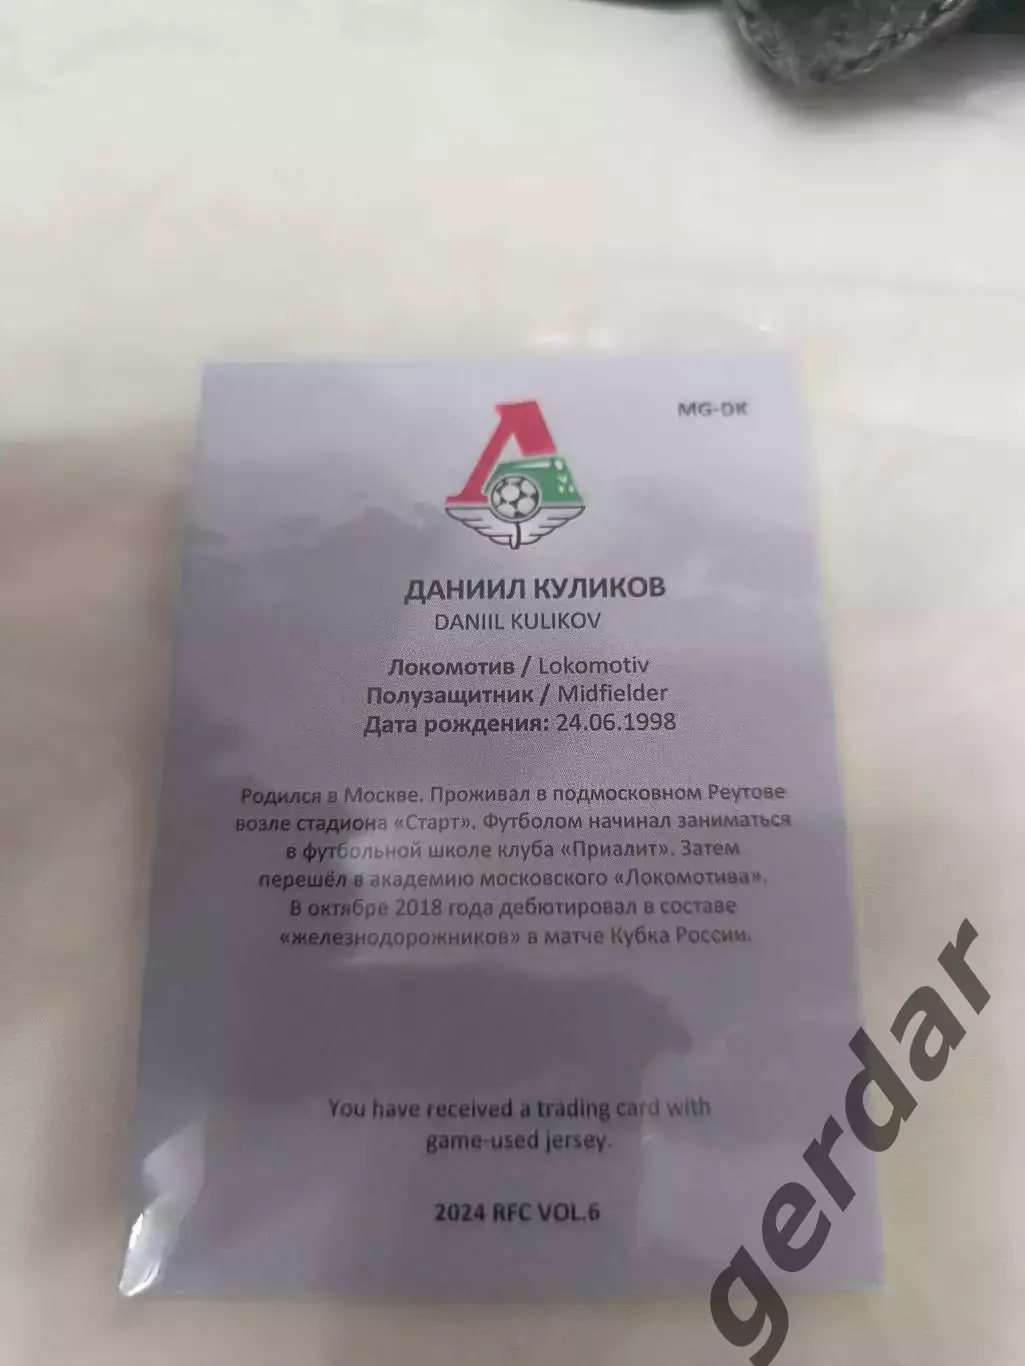 MG-DK
ДАНИИЛ КУЛИКОВ
DANIIL KULIKOV
Локомотив / Lokomotiv
Полузащитник / Midfielder
Дата рождения: 24.06.1998
Родился в Москве. Проживал в подмосковном Реутове
возле стадиона «Старт». Футболом начинал заниматься
в футбольной школе клуба «Приалит». Затем
перешёл в академию московского «Локомотива».
В октябре 2018 года дебютировал в составе
«железнодорожников» в матче Кубка России.
You have received a trading card with
game-used jersey.
2024 RFC VOL.6
gerdar